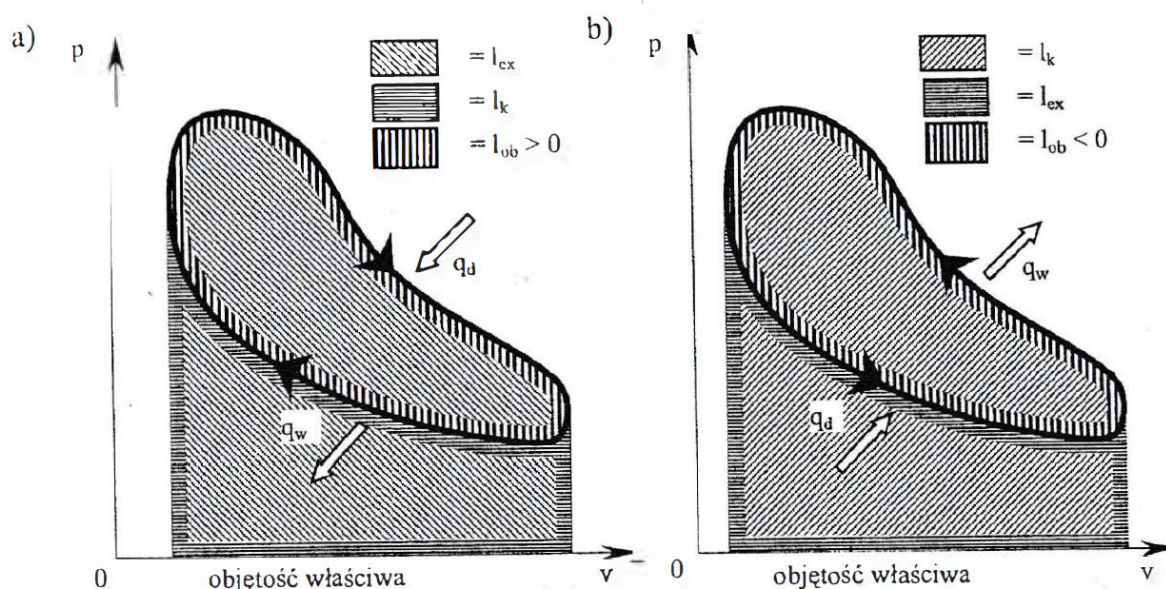 a)
p
= l_ex
= l_k
= l_ob > 0
q_d
q_w
0
objętość właściwa
v
b)
p
= l_k
= l_ex
= l_ob < 0
q_w
q_d
0
objętość właściwa
v